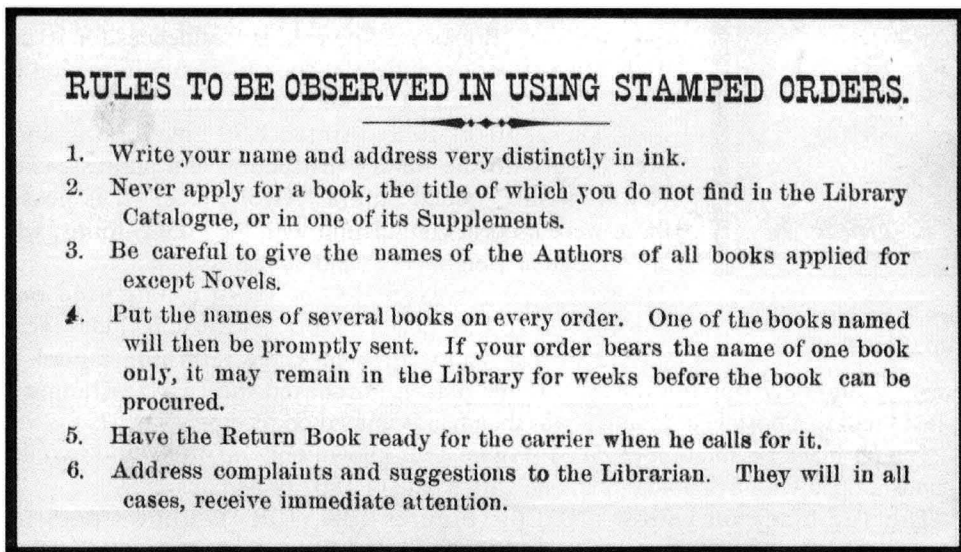 RULES TO BE OBSERVED IN USING STAMPED ORDERS.
1. Write your name and address very distinctly in ink.
2. Never apply for a book, the title of which you do not find in the Library
Catalogue, or in one of its Supplements.
3. Be careful to give the names of the Authors of all books applied for
except Novels.
4. Put the names of several books on every order. One of the books named
will then be promptly sent. If your order bears the name of one book
only, it may remain in the Library for weeks before the book can be
procured.
5. Have the Return Book ready for the carrier when he calls for it.
6. Address complaints and suggestions to the Librarian. They will in all
cases, receive immediate attention.